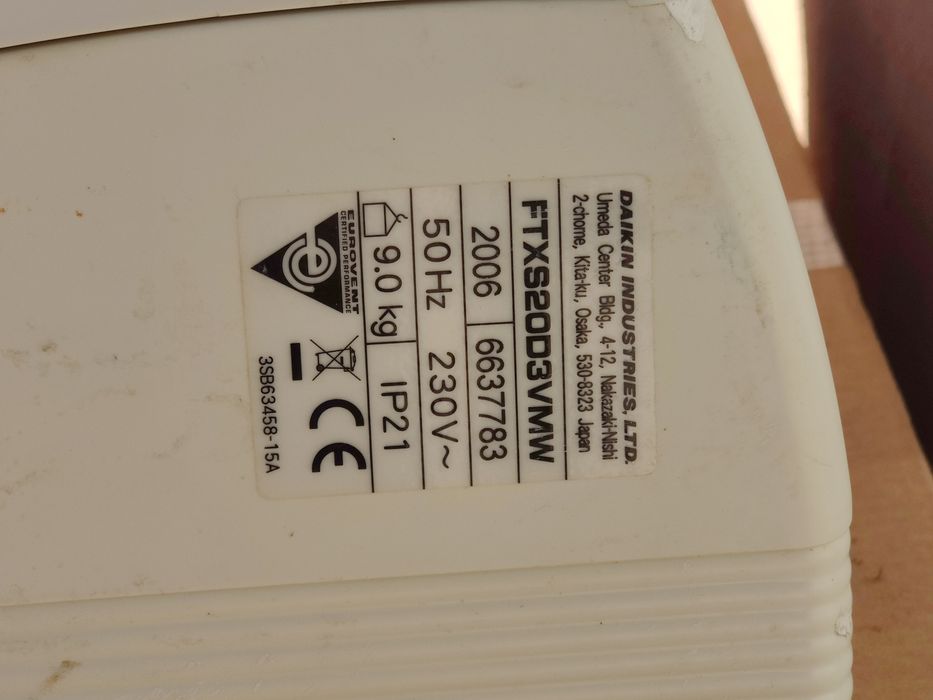 DAIKIN INDUSTRIES, LTD.
Umeda Center Bldg., 4-12, Nakazaki-Nishi
2-chome, Kita-ku, Osaka, 530-8323 Japan
FTXS20D3VMW
2006 6637783
50Hz 230V~
9.0 kg IP21
EUROVENT
CERTIFIED PERFORMANCE
e
CE
3SB63458-15A